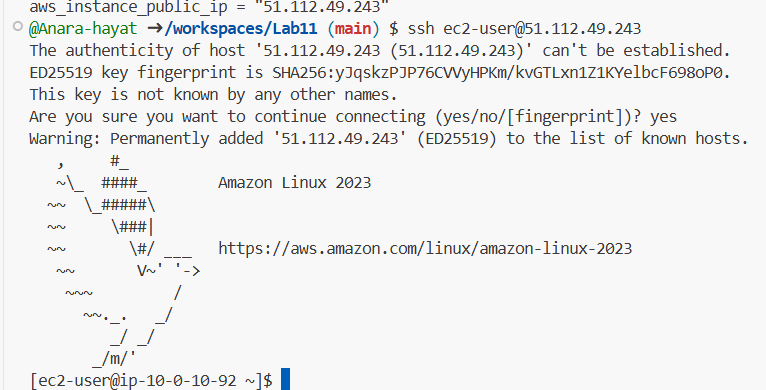 aws_instance_public_ip = "51.112.49.243"
@Anara-hayat ➜/workspaces/Lab11 (main) $ ssh ec2-user@51.112.49.243
The authenticity of host '51.112.49.243 (51.112.49.243)' can't be established.
ED25519 key fingerprint is SHA256:yJqskzPJP76CVVyHPKm/kvGTLxn1Z1KYelbcF698oP0.
This key is not known by any other names.
Are you sure you want to continue connecting (yes/no/[fingerprint])? yes
Warning: Permanently added '51.112.49.243' (ED25519) to the list of known hosts.
   ,     #_
   ~\_  ####_        Amazon Linux 2023
  ~~  \_#####\
  ~~     \###|
  ~~       \#/ ___   https://aws.amazon.com/linux/amazon-linux-2023
   ~~       V~' '->
    ~~~         /
      ~~._.   _/
         _/ _/
       _/m/'
[ec2-user@ip-10-0-10-92 ~]$